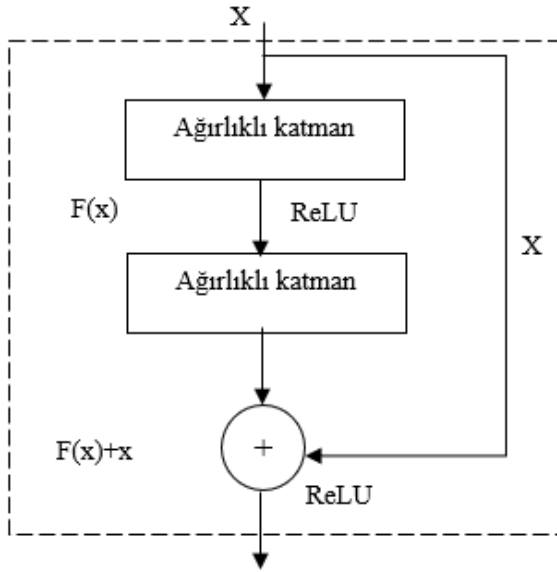 X
Ağırlıklı katman
F(x)
ReLU
X
Ağırlıklı katman
F(x)+x
+
ReLU